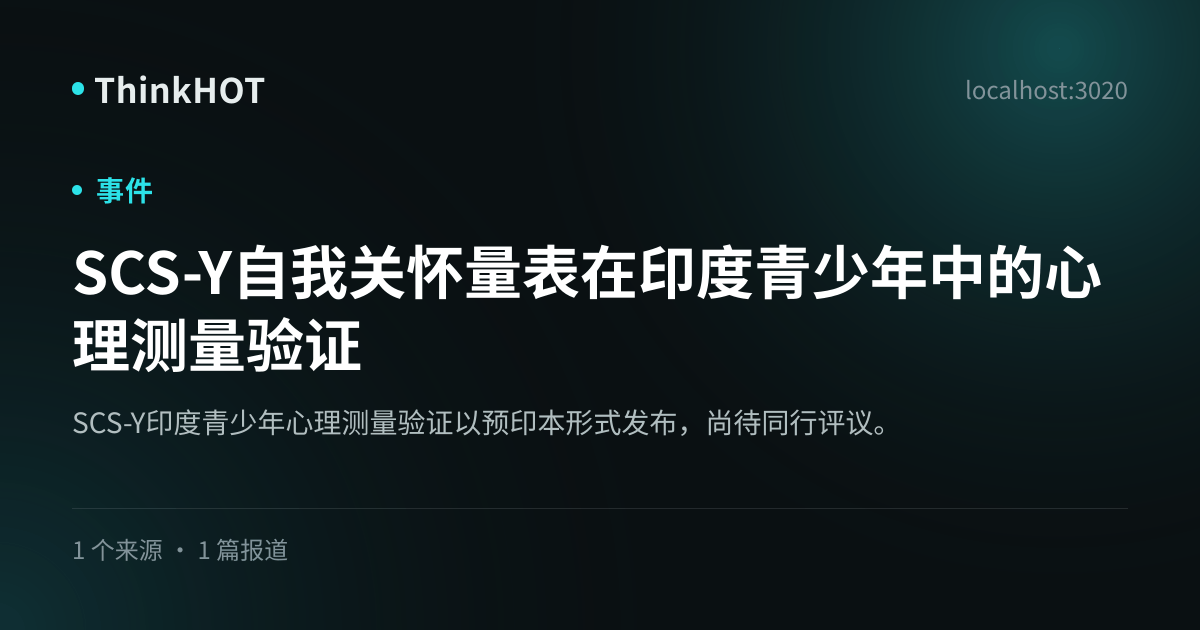 ThinkHOT
localhost:3020
事件
SCS-Y自我关怀量表在印度青少年中的心
理测量验证
SCS-Y印度青少年心理测量验证以预印本形式发布，尚待同行评议。
1 个来源 · 1 篇报道